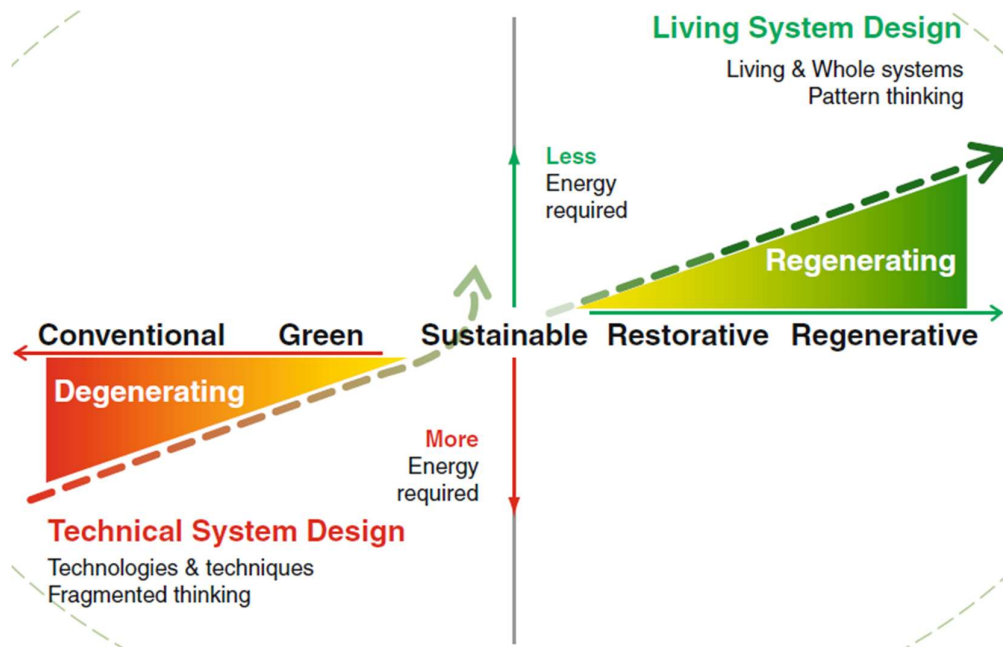 Living System Design
Living & Whole systems
Pattern thinking
Less
Energy
required
Regenerating
Conventional Green Sustainable Restorative Regenerative
Degenerating
More
Energy
required
Technical System Design
Technologies & techniques
Fragmented thinking